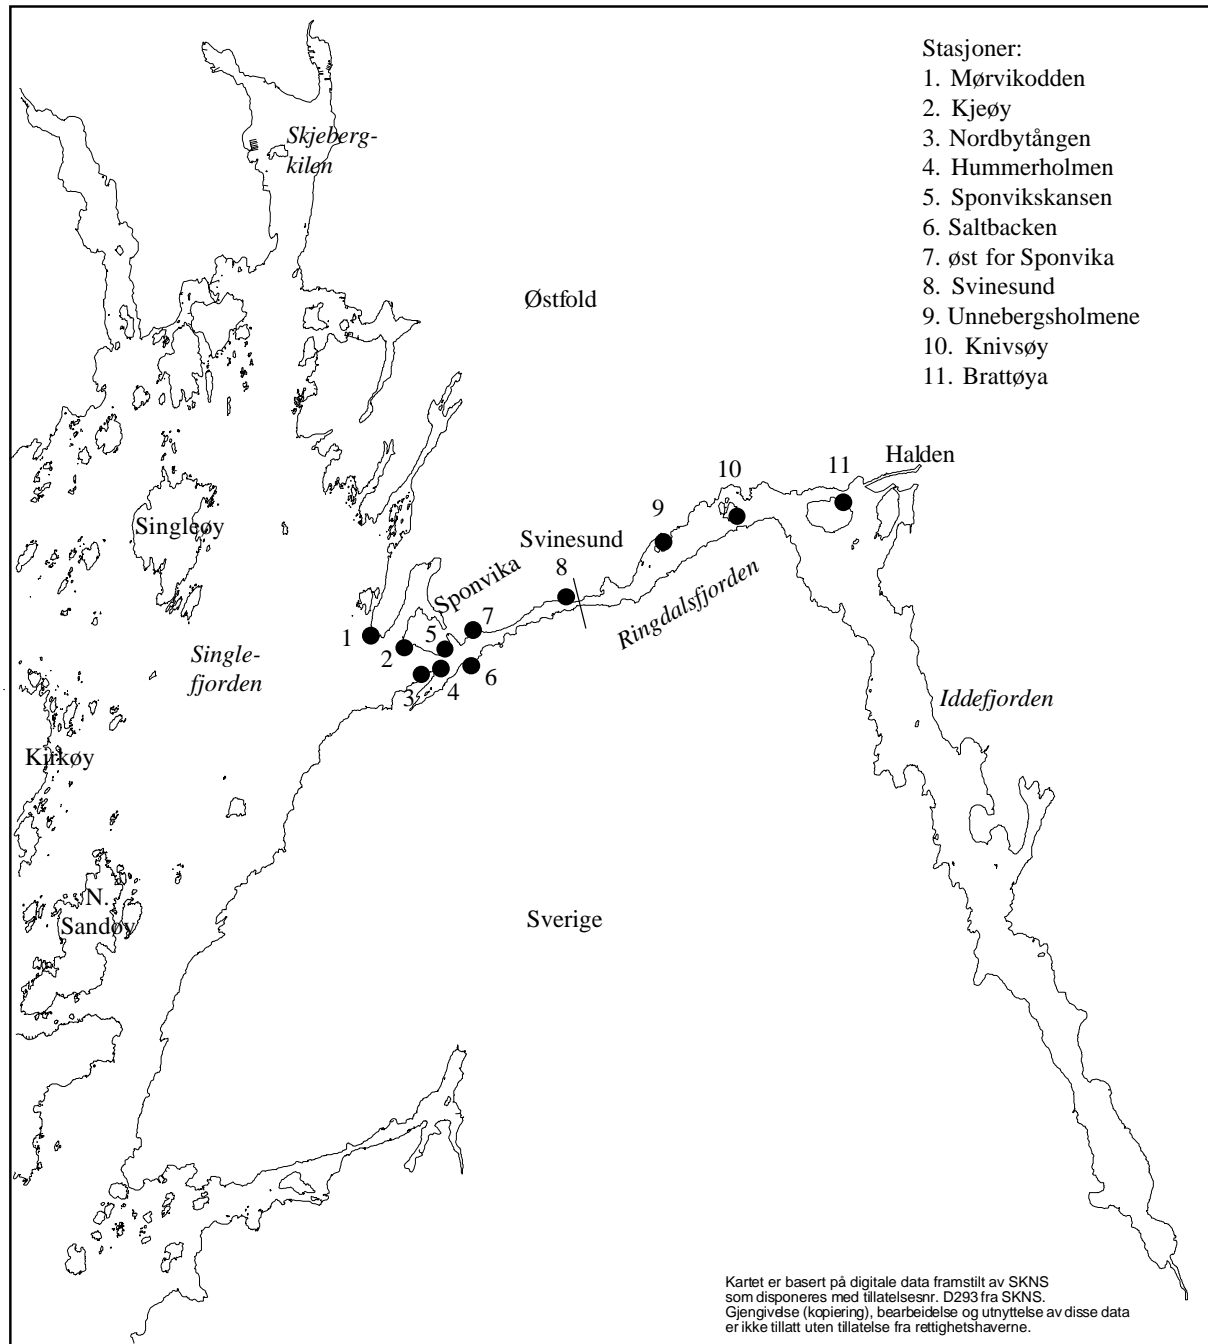 Stasjoner:
1. Mørvikodden
2. Kjeøy
3. Nordbytången
4. Hummerholmen
5. Sponvikskansen
6. Saltbacken
7. øst for Sponvika
8. Svinesund
9. Unnebergsholmene
10. Knivsøy
11. Brattøya
Skjeberg-
kilen
Østfold
Halden
10
11
9
Singleøy
Svinesund
8
Sponvika
Ringdalsfjorden
7
1
5
2
Single-
fjorden
3
4
6
Iddefjorden
Kirkøy
N.
Sandøy
Sverige
Kartet er basert på digitale data framstilt av SKNS
som disponeres med tillatelsesnr. D293 fra SKNS.
Gjengivelse (kopiering), bearbeidelse og utnyttelse av disse data
er ikke tillatt uten tillatelse fra rettighetshaverne.